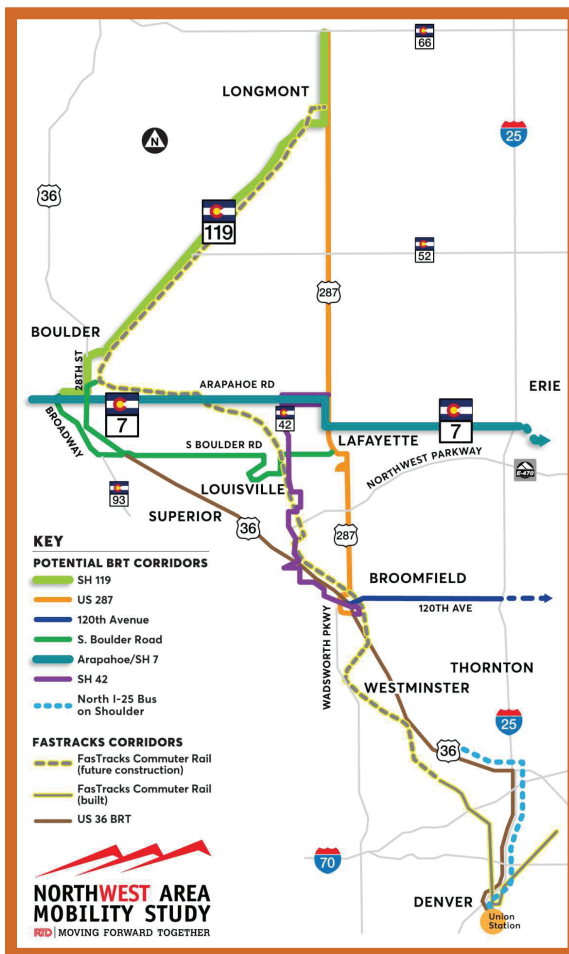 66
LONGMONT
25
N
36
119
52
287
BOULDER
28TH ST
ARAPAHOE RD
ERIE
7
42
7
BROADWAY
S BOULDER RD
LAFAYETTE
NORTHWEST PARKWAY
E-470
93
LOUISVILLE
SUPERIOR
36
287
BROOMFIELD
120TH AVE
WADSWORTH PKWY
THORNTON
WESTMINSTER
25
36
70
DENVER
Union
Station
KEY
POTENTIAL BRT CORRIDORS
SH 119
US 287
120th Avenue
S. Boulder Road
Arapahoe/SH 7
SH 42
North I-25 Bus
on Shoulder
FASTRACKS CORRIDORS
FasTracks Commuter Rail
(future construction)
FasTracks Commuter Rail
(built)
US 36 BRT
NORTHWEST AREA
MOBILITY STUDY
RTD | MOVING FORWARD TOGETHER